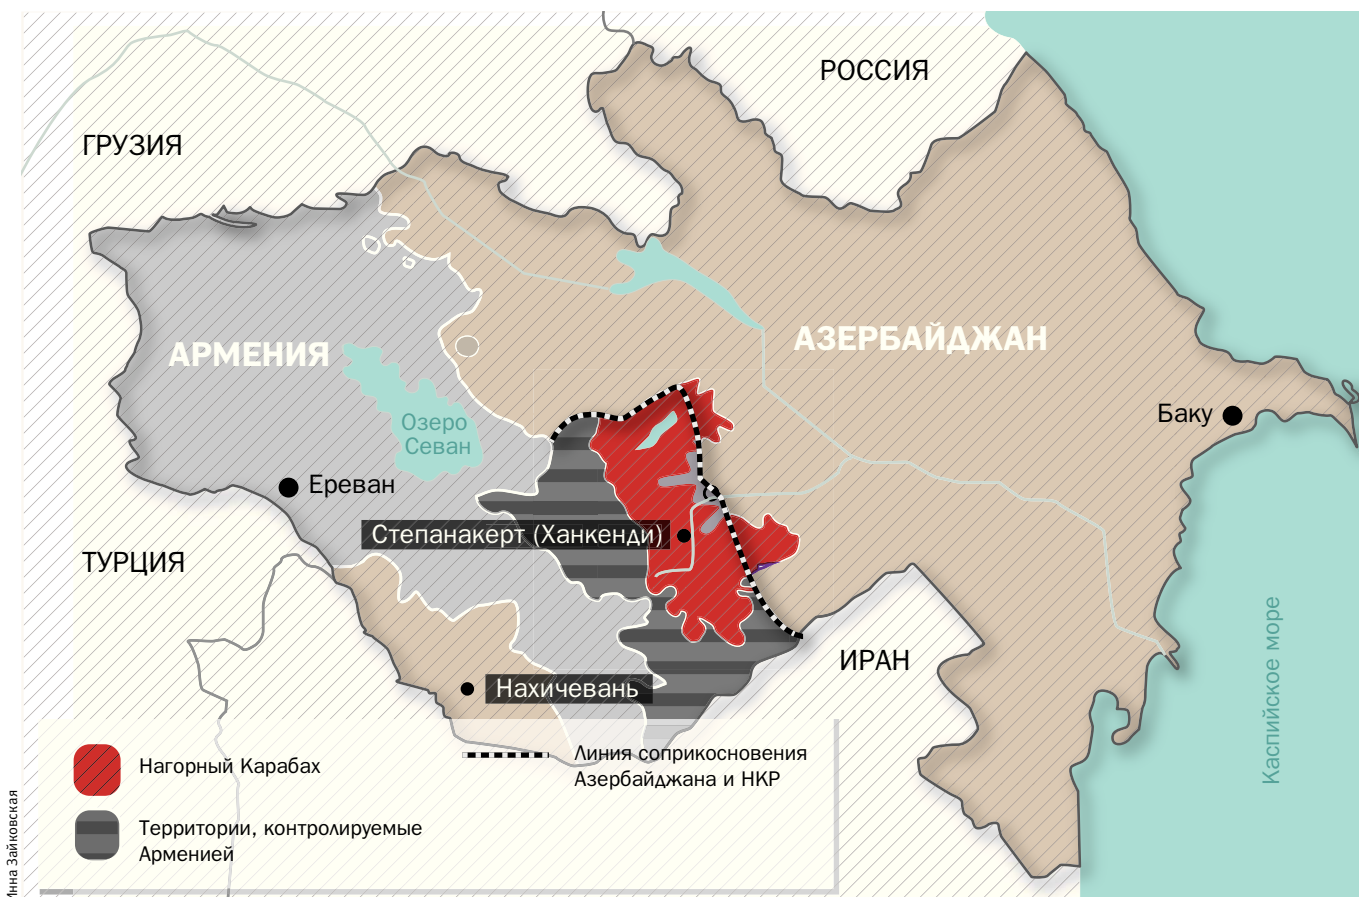 РОССИЯ
ГРУЗИЯ
АРМЕНИЯ
АЗЕРБАЙДЖАН
Озеро
Севан
Баку
Ереван
Степанакерт (Ханкенди)
ТУРЦИЯ
ИРАН
Нахичевань
Каспийское море
Нагорный Карабах
Территории, контролируемые
Арменией
Линия соприкосновения
Азербайджана и НКР
Инна Зайковская